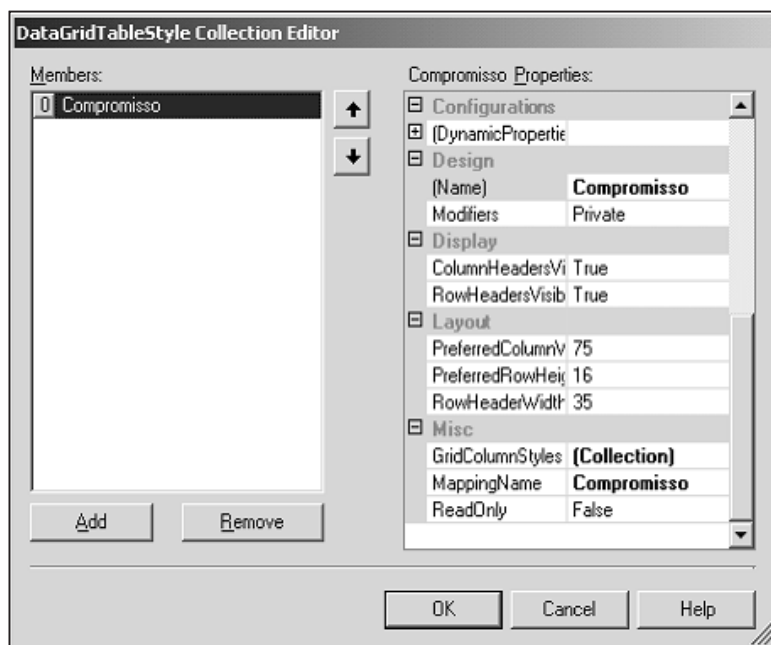 DataGridTableStyle Collection Editor
Members:
0 Compromisso
Add
Remove
Compromisso Properties:
Configurations
(DynamicPropertie
Design
(Name) Compromisso
Modifiers Private
Display
ColumnHeadersVi True
RowHeadersVisib True
Layout
PreferredColumnV 75
PreferredRowHeig 16
RowHeaderWidth 35
Misc
GridColumnStyles (Collection)
MappingName Compromisso
ReadOnly False
OK
Cancel
Help